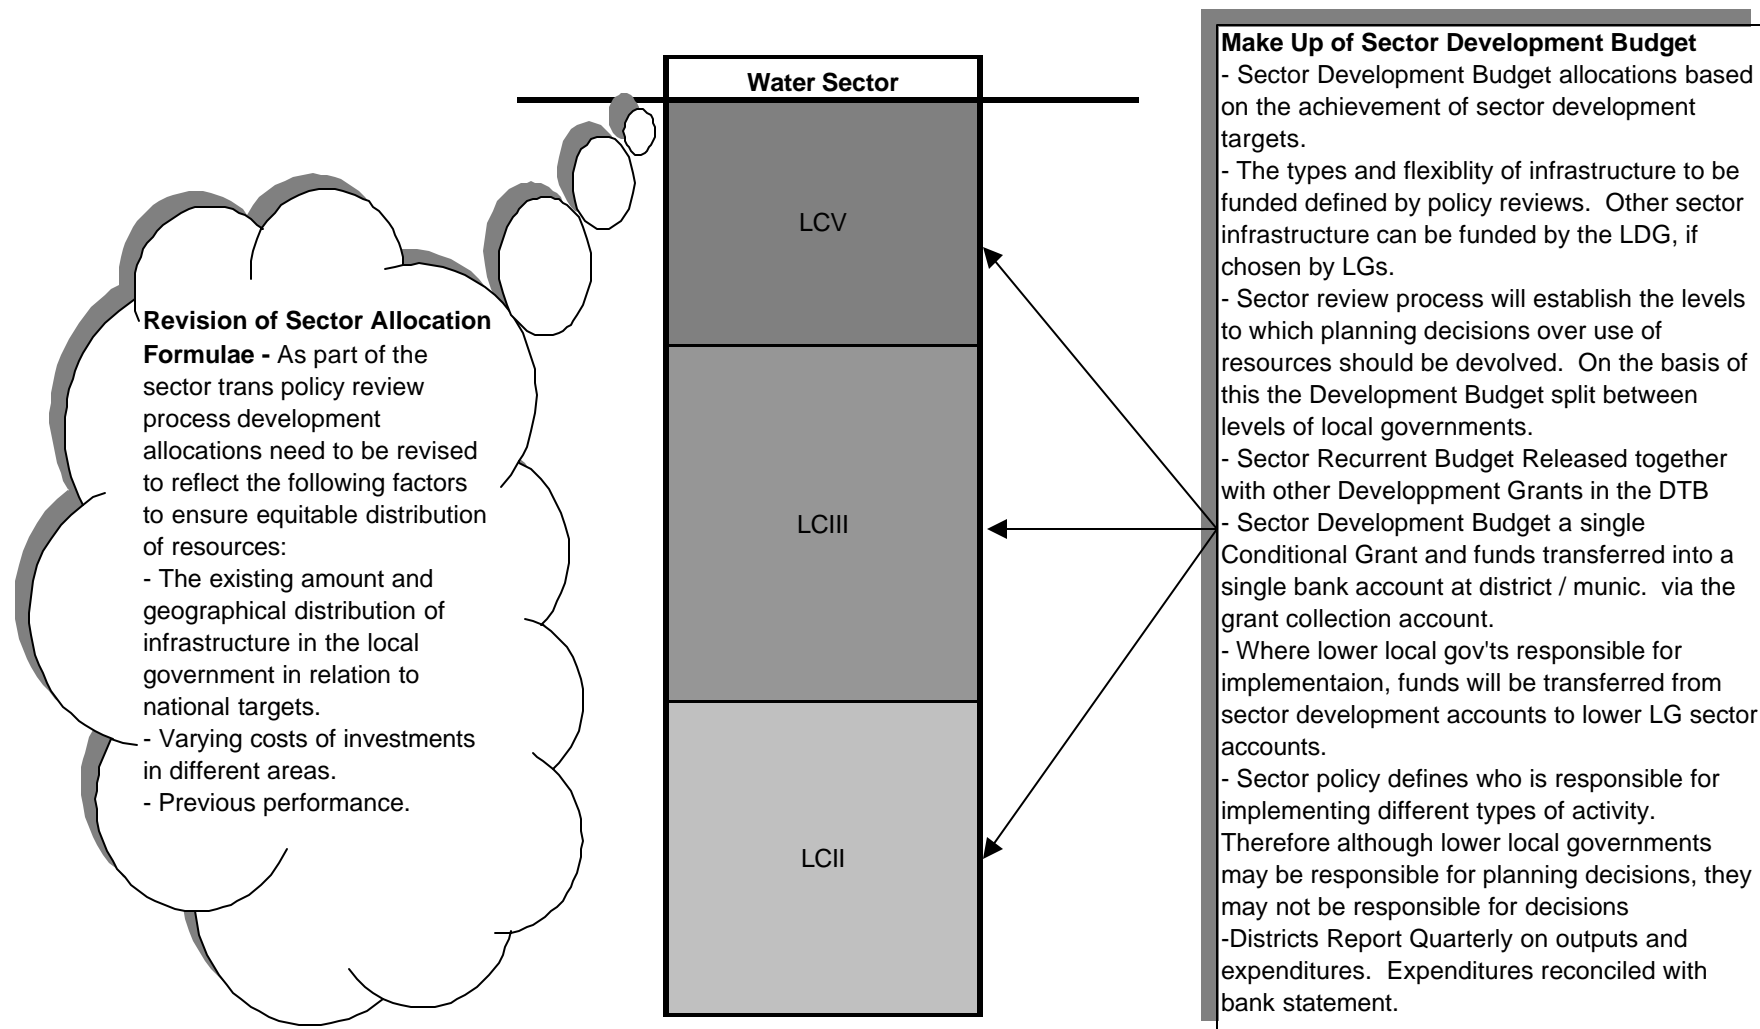 Revision of Sector Allocation
Formulae - As part of the
sector trans policy review
process development
allocations need to be revised
to reflect the following factors
to ensure equitable distribution
of resources:
- The existing amount and
geographical distribution of
infrastructure in the local
government in relation to
national targets.
- Varying costs of investments
in different areas.
- Previous performance.
Water Sector
LCV
LCIII
LCII
Make Up of Sector Development Budget
- Sector Development Budget allocations based
on the achievement of sector development
targets.
- The types and flexiblity of infrastructure to be
funded defined by policy reviews. Other sector
infrastructure can be funded by the LDG, if
chosen by LGs.
- Sector review process will establish the levels
to which planning decisions over use of
resources should be devolved. On the basis of
this the Development Budget split between
levels of local governments.
- Sector Recurrent Budget Released together
with other Developpment Grants in the DTB
- Sector Development Budget a single
Conditional Grant and funds transferred into a
single bank account at district / munic. via the
grant collection account.
- Where lower local gov'ts responsible for
implementaion, funds will be transferred from
sector development accounts to lower LG sector
accounts.
- Sector policy defines who is responsible for
implementing different types of activity.
Therefore although lower local governments
may be responsible for planning decisions, they
may not be responsible for decisions
-Districts Report Quarterly on outputs and
expenditures. Expenditures reconciled with
bank statement.